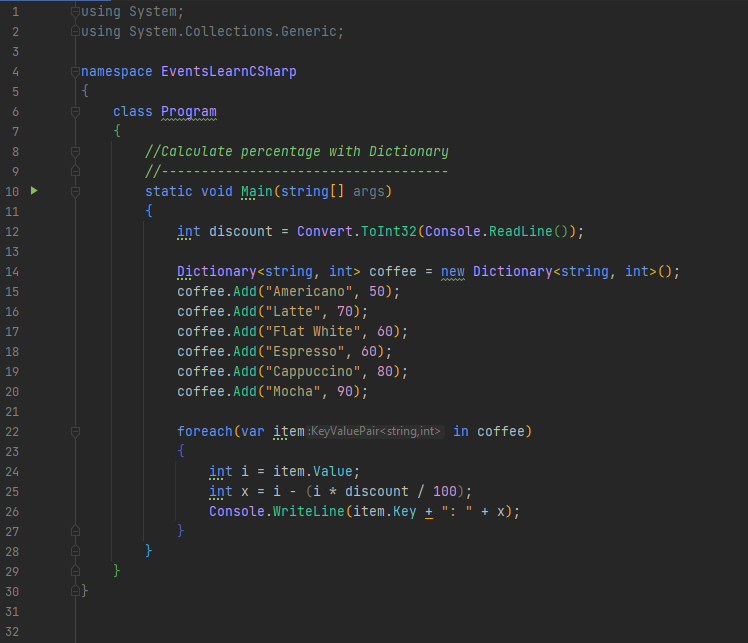 1 using System;
2 using System.Collections.Generic;
3
4 namespace EventsLearnCSharp
5 {
6 class Program
7 {
8 //Calculate percentage with Dictionary
9 //------------------------------------
10 static void Main(string[] args)
11 {
12 int discount = Convert.ToInt32(Console.ReadLine());
13
14 Dictionary<string, int> coffee = new Dictionary<string, int>();
15 coffee.Add("Americano", 50);
16 coffee.Add("Latte", 70);
17 coffee.Add("Flat White", 60);
18 coffee.Add("Espresso", 60);
19 coffee.Add("Cappuccino", 80);
20 coffee.Add("Mocha", 90);
21
22 foreach(var item:KeyValuePair<string,int> in coffee)
23 {
24 int i = item.Value;
25 int x = i - (i * discount / 100);
26 Console.WriteLine(item.Key + ": " + x);
27 }
28 }
29 }
30 }
31
32